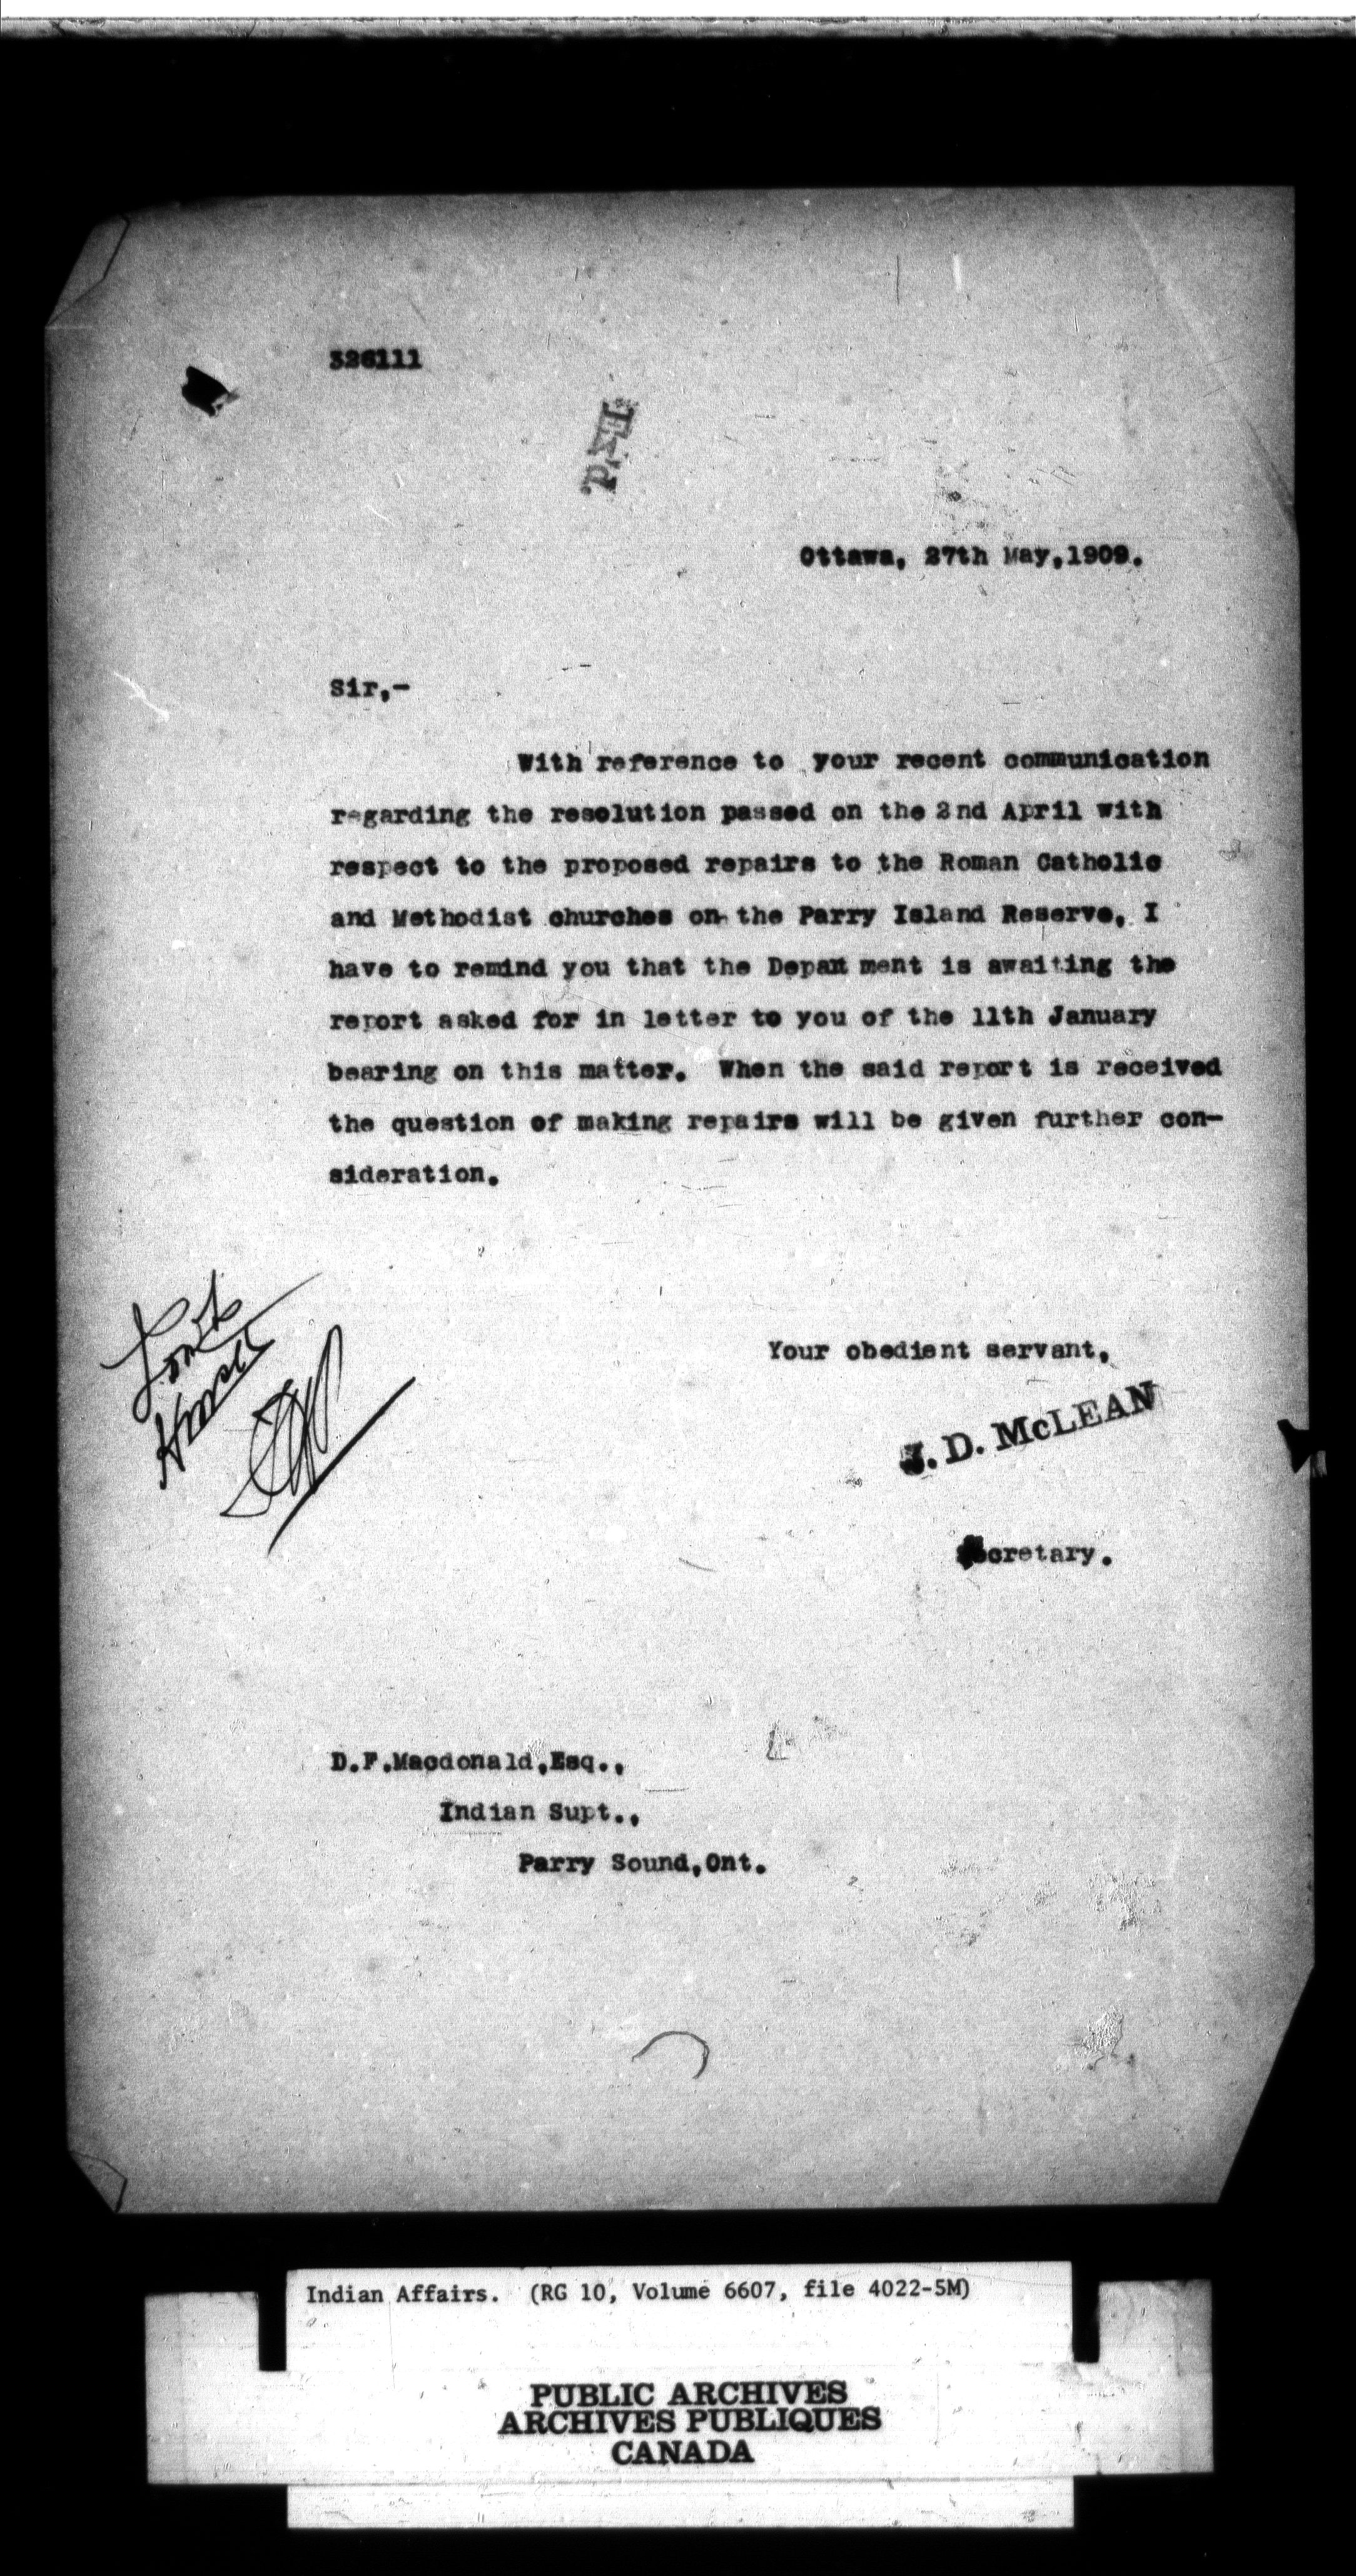 326111
Ottawa, 27th May,1909.
Sir,-
With reference to your recent communication
regarding the resolution passed on the 2nd April with
respect to the proposed repairs to the Roman Catholic
and Methodist churches on the Parry Island Reserve, I
have to remind you that the Department is awaiting the
report asked for in letter to you of the 11th January
bearing on this matter. When the said report is received
the question of making repairs will be given further con-
sideration.
Your obedient servant,
J. D. McLEAN
Secretary.
D.F.Macdonald,Esq.,
Indian Supt.,
Parry Sound,Ont.
Indian Affairs. (RG 10, Volume 6607, file 4022-5M)
PUBLIC ARCHIVES
ARCHIVES PUBLIQUES
CANADA